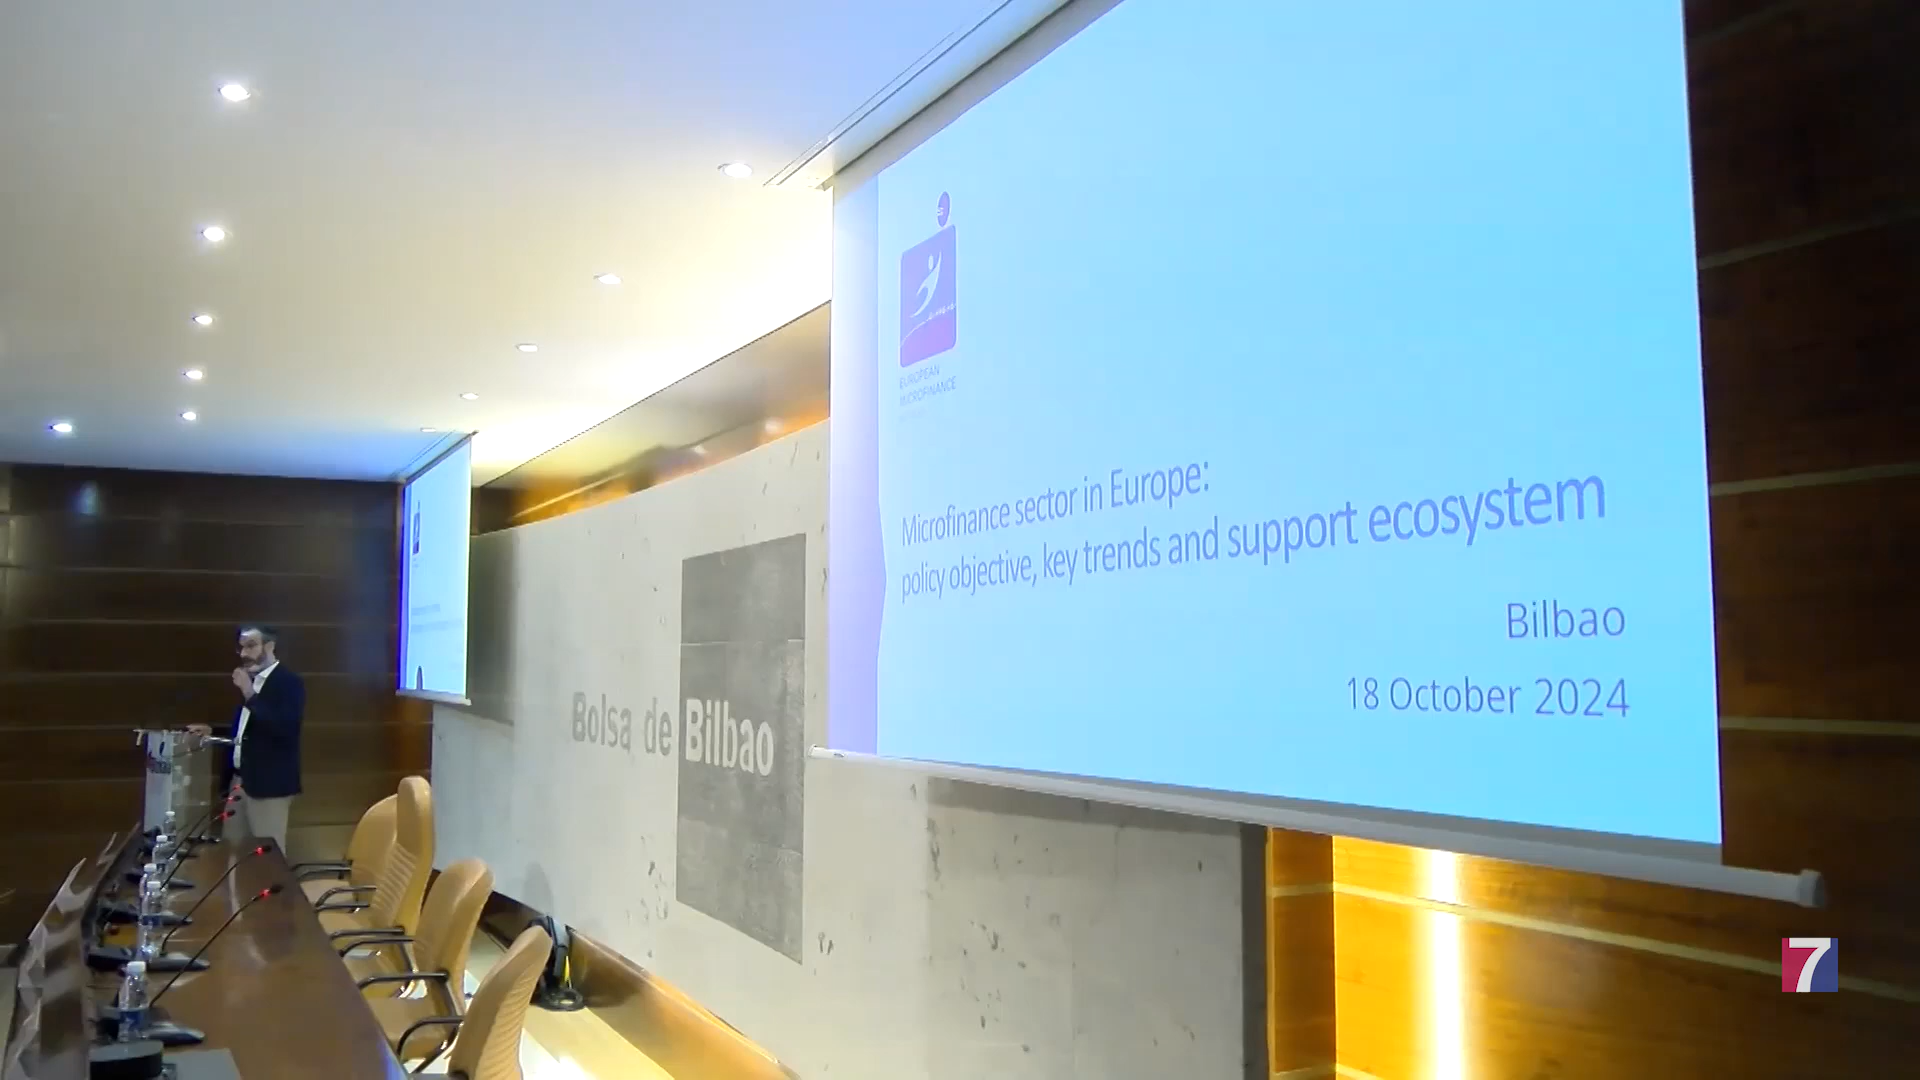 EUROPEAN
MICROFINANCE
Microfinance sector in Europe:
policy objective, key trends and support ecosystem
Bilbao
18 October 2024
Bolsa de Bilbao
7